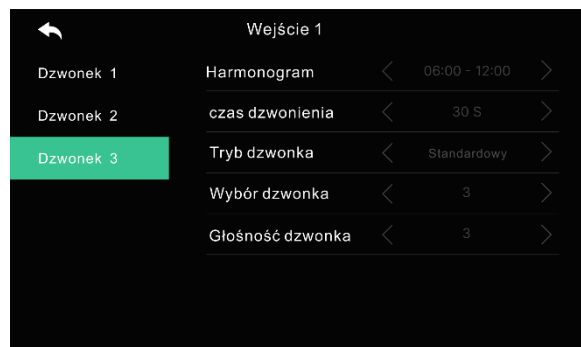 Wejście 1
Dzwonek 1
Dzwonek 2
Dzwonek 3
Harmonogram 06:00 - 12:00
czas dzwonienia 30 S
Tryb dzwonka Standardowy
Wybór dzwonka 3
Głośność dzwonka 3